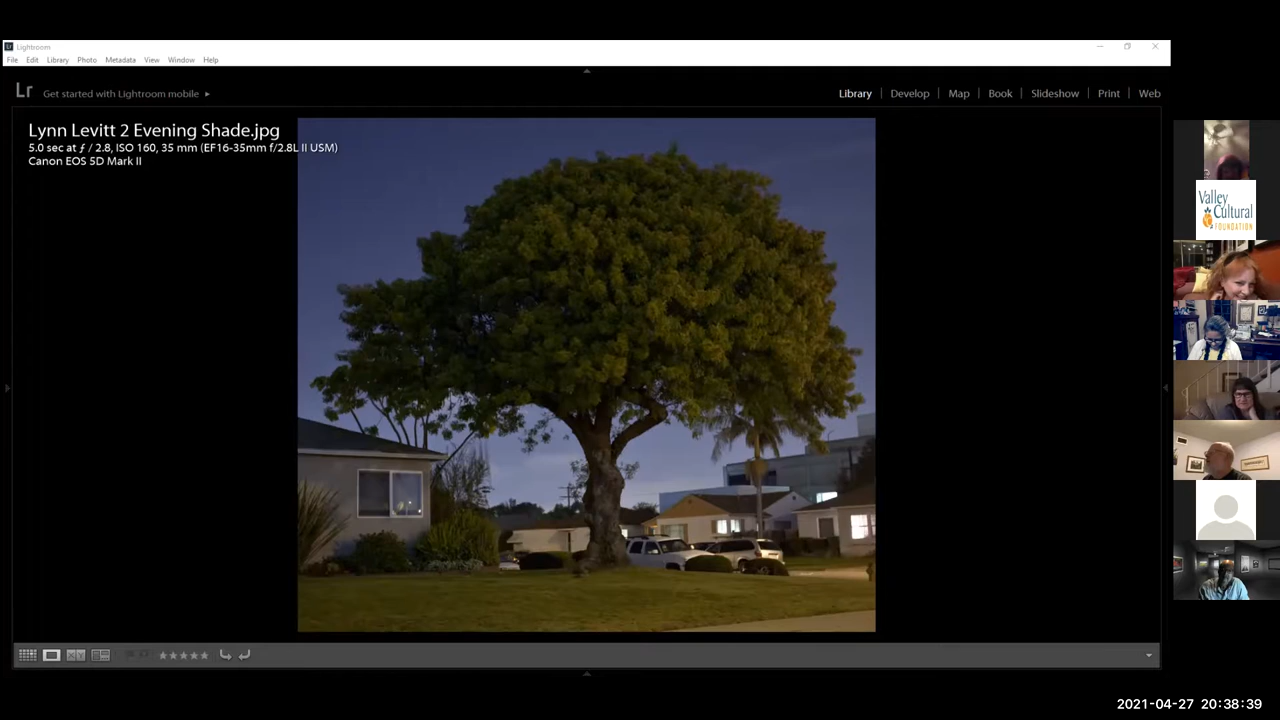 Lightroom
File Edit Library Photo Metadata View Window Help
Lr Get started with Lightroom mobile
Library | Develop | Map | Book | Slideshow | Print | Web
Lynn Levitt 2 Evening Shade.jpg
5.0 sec at ƒ / 2.8, ISO 160, 35 mm (EF16-35mm f/2.8L II USM)
Canon EOS 5D Mark II
Valley
Cultural
FOUNDATION
2021-04-27 20:38:39